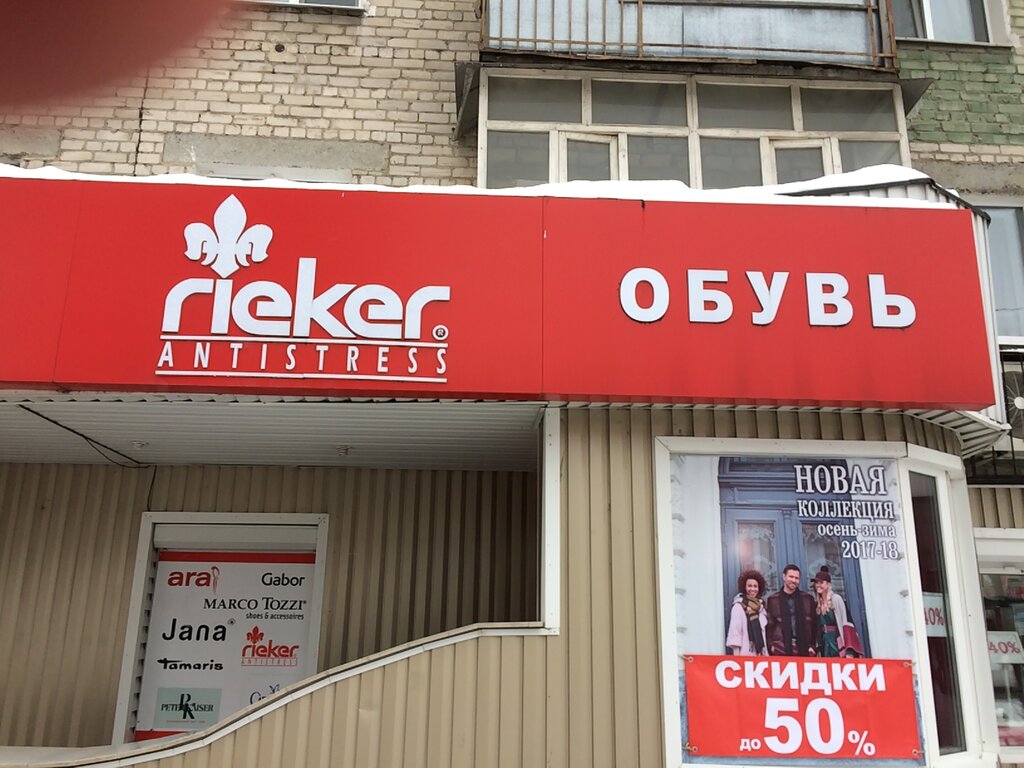 rieker®
ANTISTRESS
ОБУВЬ
ara
Gabor
MARCO TOZZI®
shoes & accessoires
Jana®
rieker
ANTISTRESS
Tamaris
PETER KAISER
НОВАЯ
КОЛЛЕКЦИЯ
осень-зима
2017-18
СКИДКИ
до 50%
40%
40%